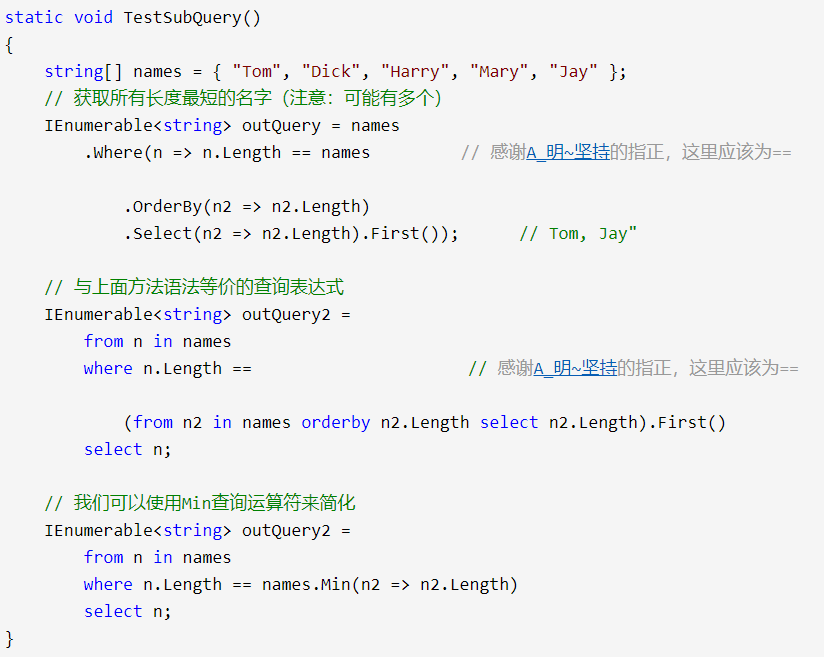 static void TestSubQuery()
{
    string[] names = { "Tom", "Dick", "Harry", "Mary", "Jay" };
    // 获取所有长度最短的名字（注意：可能有多个）
    IEnumerable<string> outQuery = names
        .Where(n => n.Length == names         // 感谢A_明~坚持的指正，这里应该为==
            .OrderBy(n2 => n2.Length)
            .Select(n2 => n2.Length).First());      // Tom, Jay"
    // 与上面方法语法等价的查询表达式
    IEnumerable<string> outQuery2 =
        from n in names
        where n.Length ==                      // 感谢A_明~坚持的指正，这里应该为==
            (from n2 in names orderby n2.Length select n2.Length).First()
        select n;
    // 我们可以使用Min查询运算符来简化
    IEnumerable<string> outQuery2 =
        from n in names
        where n.Length == names.Min(n2 => n2.Length)
        select n;
}